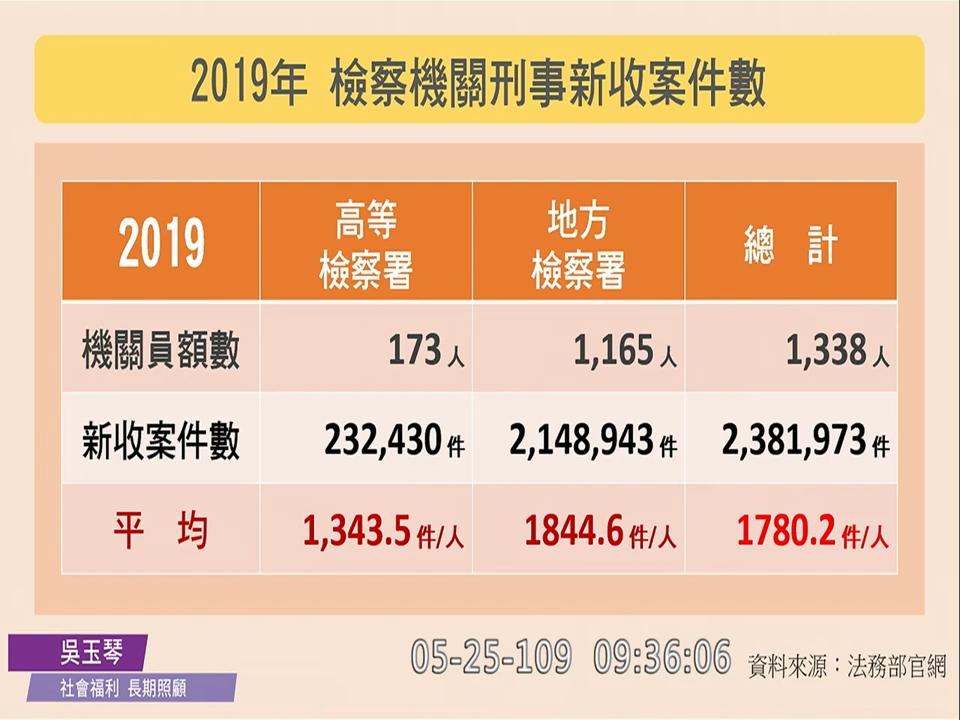 2019年 檢察機關刑事新收案件數
2019 高等檢察署 地方檢察署 總 計
機關員額數 173人 1,165人 1,338人
新收案件數 232,430件 2,148,943件 2,381,973件
平 均 1,343.5件/人 1844.6件/人 1780.2件/人
吳玉琴
社會福利 長期照顧
05-25-109 09:36:06
資料來源：法務部官網